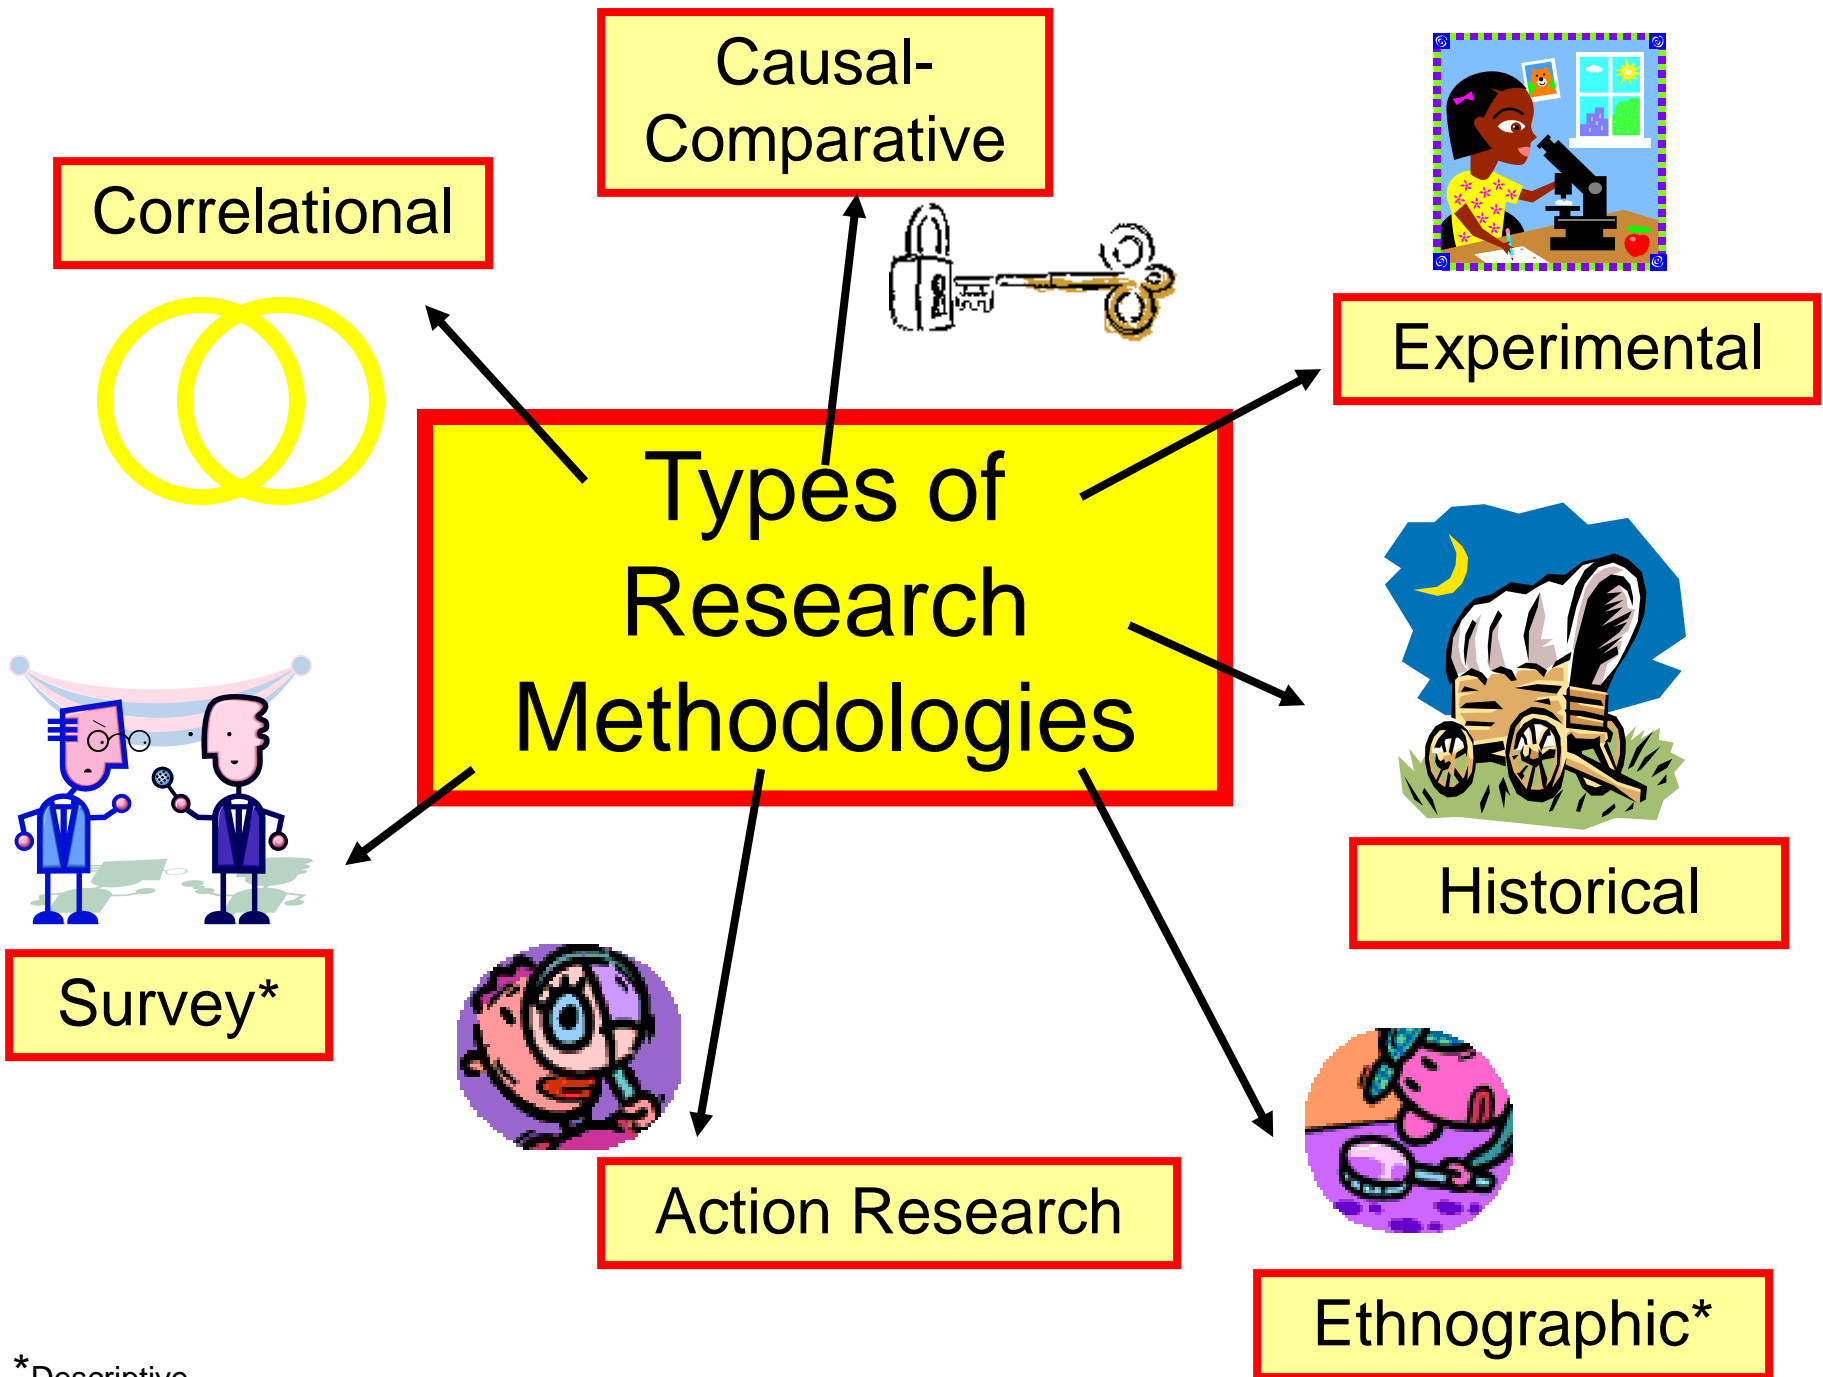 Causal-
Comparative
Correlational
Experimental
Types of
Research
Methodologies
Historical
Survey*
Action Research
Ethnographic*
*Descriptive